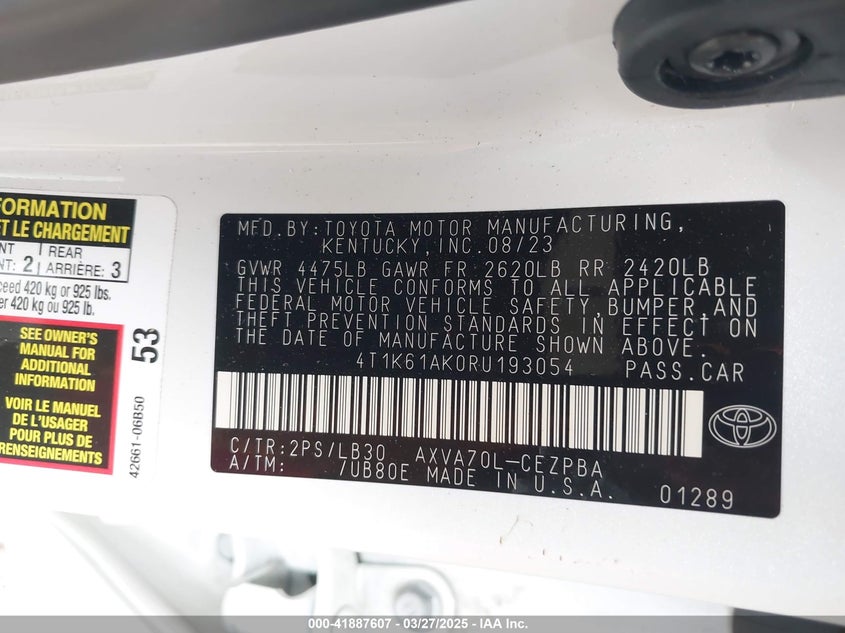 FORMATION
ET LE CHARGEMENT
REAR
NT: 2 ARRIÈRE: 3
ceed 420 kg or 925 lbs.
er 420 kg ou 925 lb.
SEE OWNER'S
MANUAL FOR
ADDITIONAL
INFORMATION
VOIR LE MANUEL
DE L'USAGER
POUR PLUS DE
RENSEIGNEMENTS
53
42661-06B50
MFD.BY:TOYOTA MOTOR MANUFACTURING,
KENTUCKY,INC.08/23
GVWR 4475LB GAWR FR 2620LB RR 2420LB
THIS VEHICLE CONFORMS TO ALL APPLICABLE
FEDERAL MOTOR VEHICLE SAFETY,BUMPER,AND
THEFT PREVENTION STANDARDS IN EFFECT ON
THE DATE OF MANUFACTURE SHOWN ABOVE.
4T1K61AK0RU193054 PASS.CAR
C/TR:2PS/LB30 AXVA70L-CEZPBA
A/TM: /UB80E MADE IN U.S.A. 01289
000-41887607 — 03/27/2025 — IAA Inc.